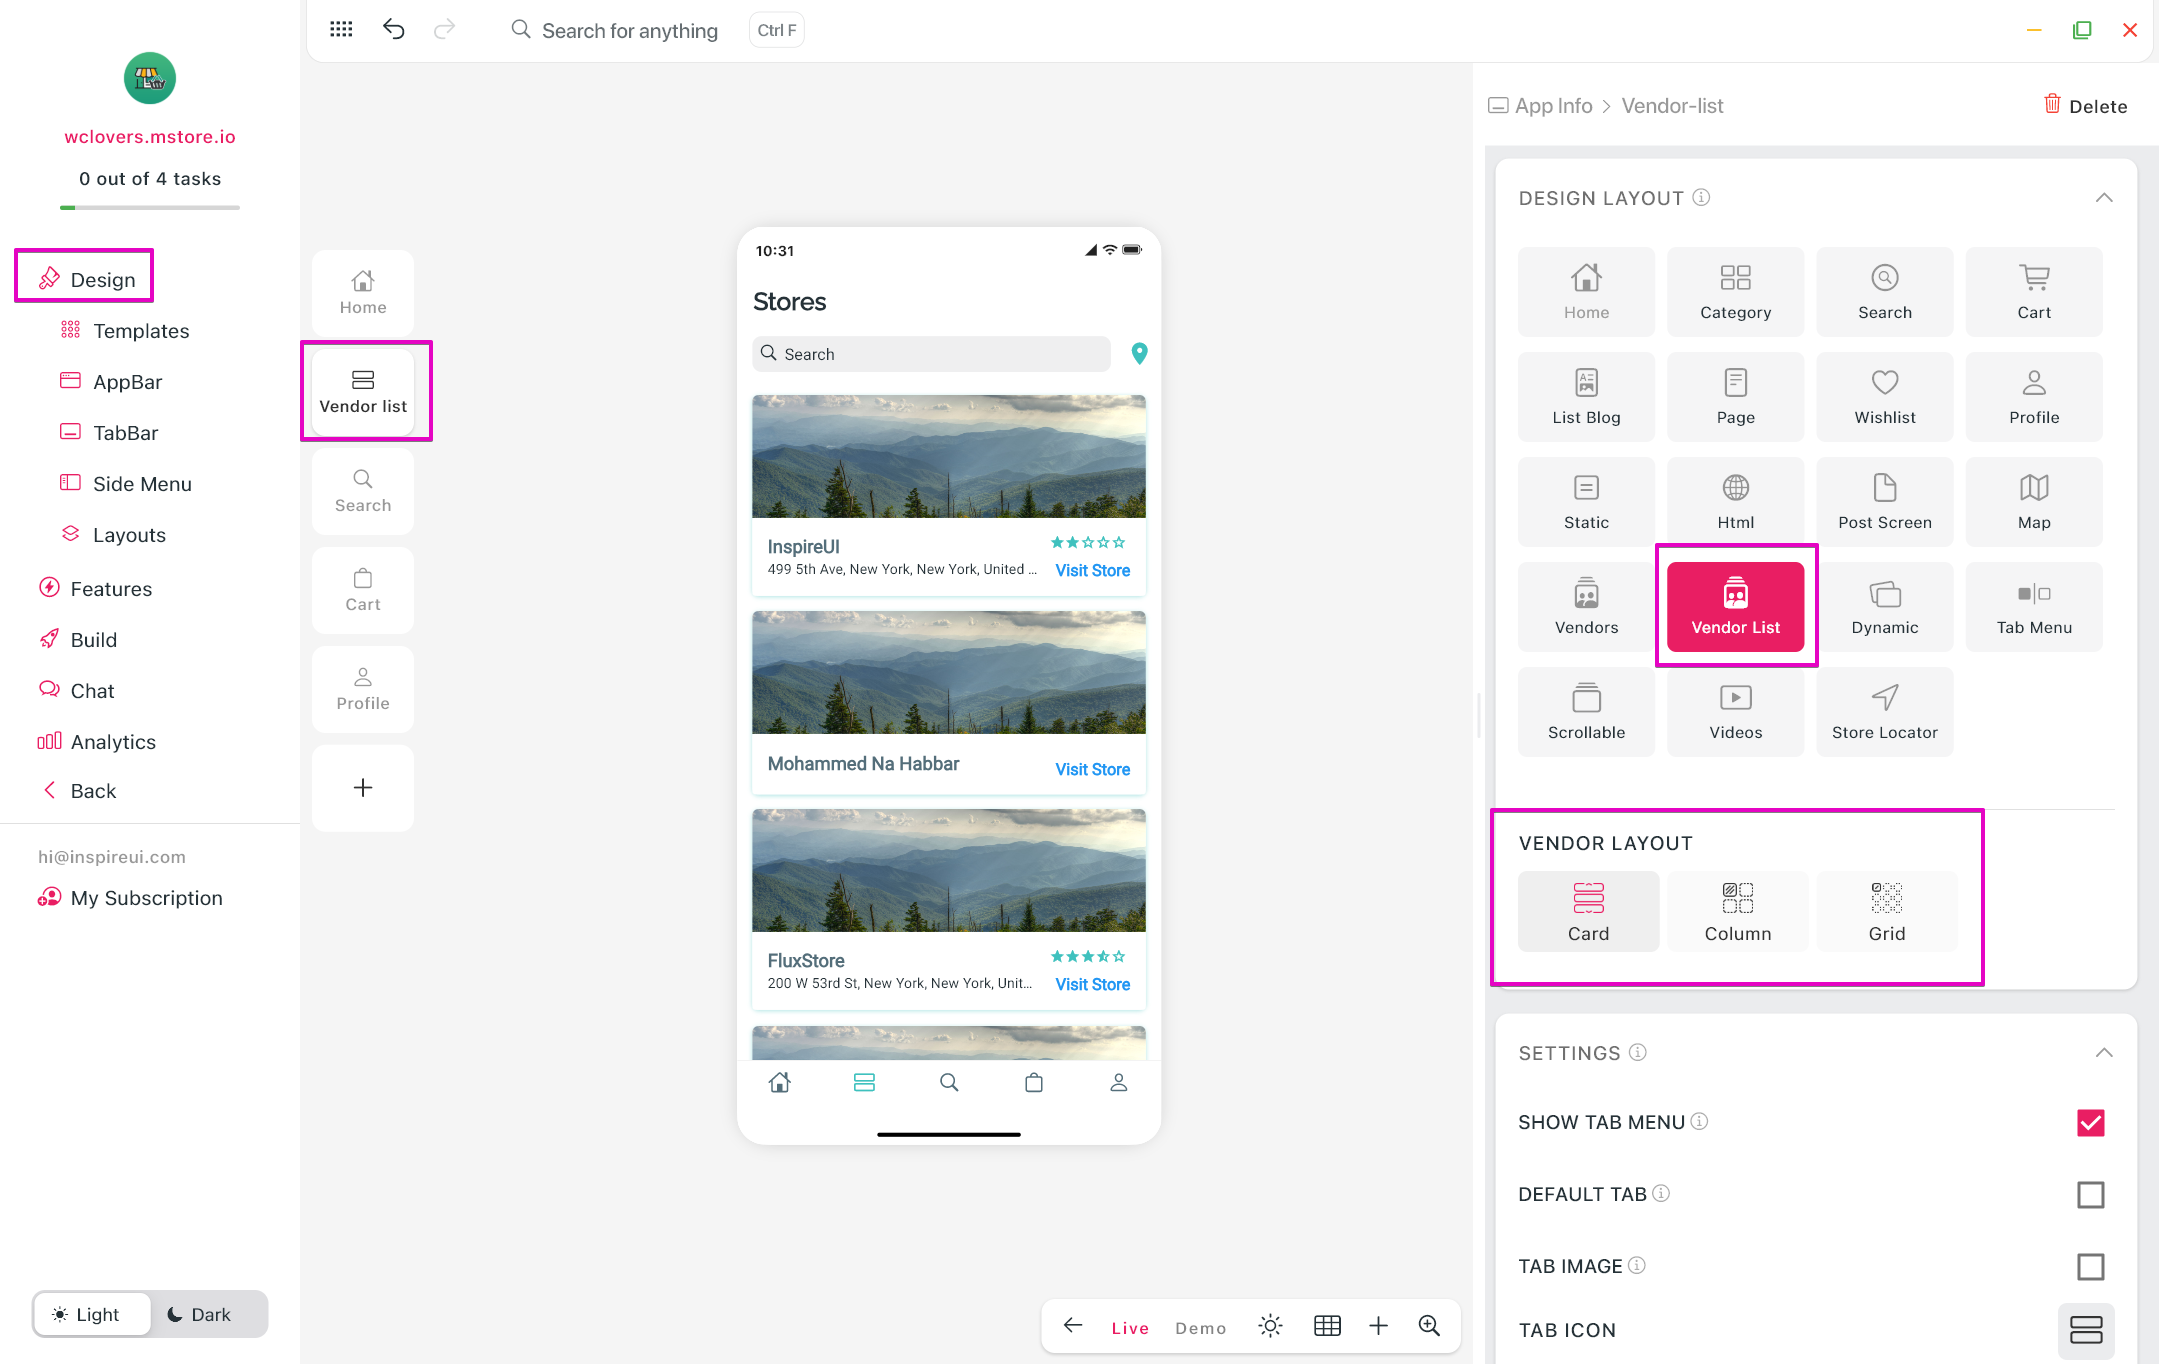 Search for anything
Ctrl F
wclovers.mstore.io
0 out of 4 tasks
Design
Templates
AppBar
TabBar
Side Menu
Layouts
Features
Build
Chat
Analytics
Back
hi@inspireui.com
My Subscription
Light
Dark
Home
Vendor list
Search
Cart
Profile
10:31
Stores
Search
InspireUI
499 5th Ave, New York, New York, United ...
Visit Store
Mohammed Na Habbar
Visit Store
FluxStore
200 W 53rd St, New York, New York, Unit...
Visit Store
Live
Demo
App Info > Vendor-list
Delete
DESIGN LAYOUT
Home
Category
Search
Cart
List Blog
Page
Wishlist
Profile
Static
Html
Post Screen
Map
Vendors
Vendor List
Dynamic
Tab Menu
Scrollable
Videos
Store Locator
VENDOR LAYOUT
Card
Column
Grid
SETTINGS
SHOW TAB MENU
DEFAULT TAB
TAB IMAGE
TAB ICON